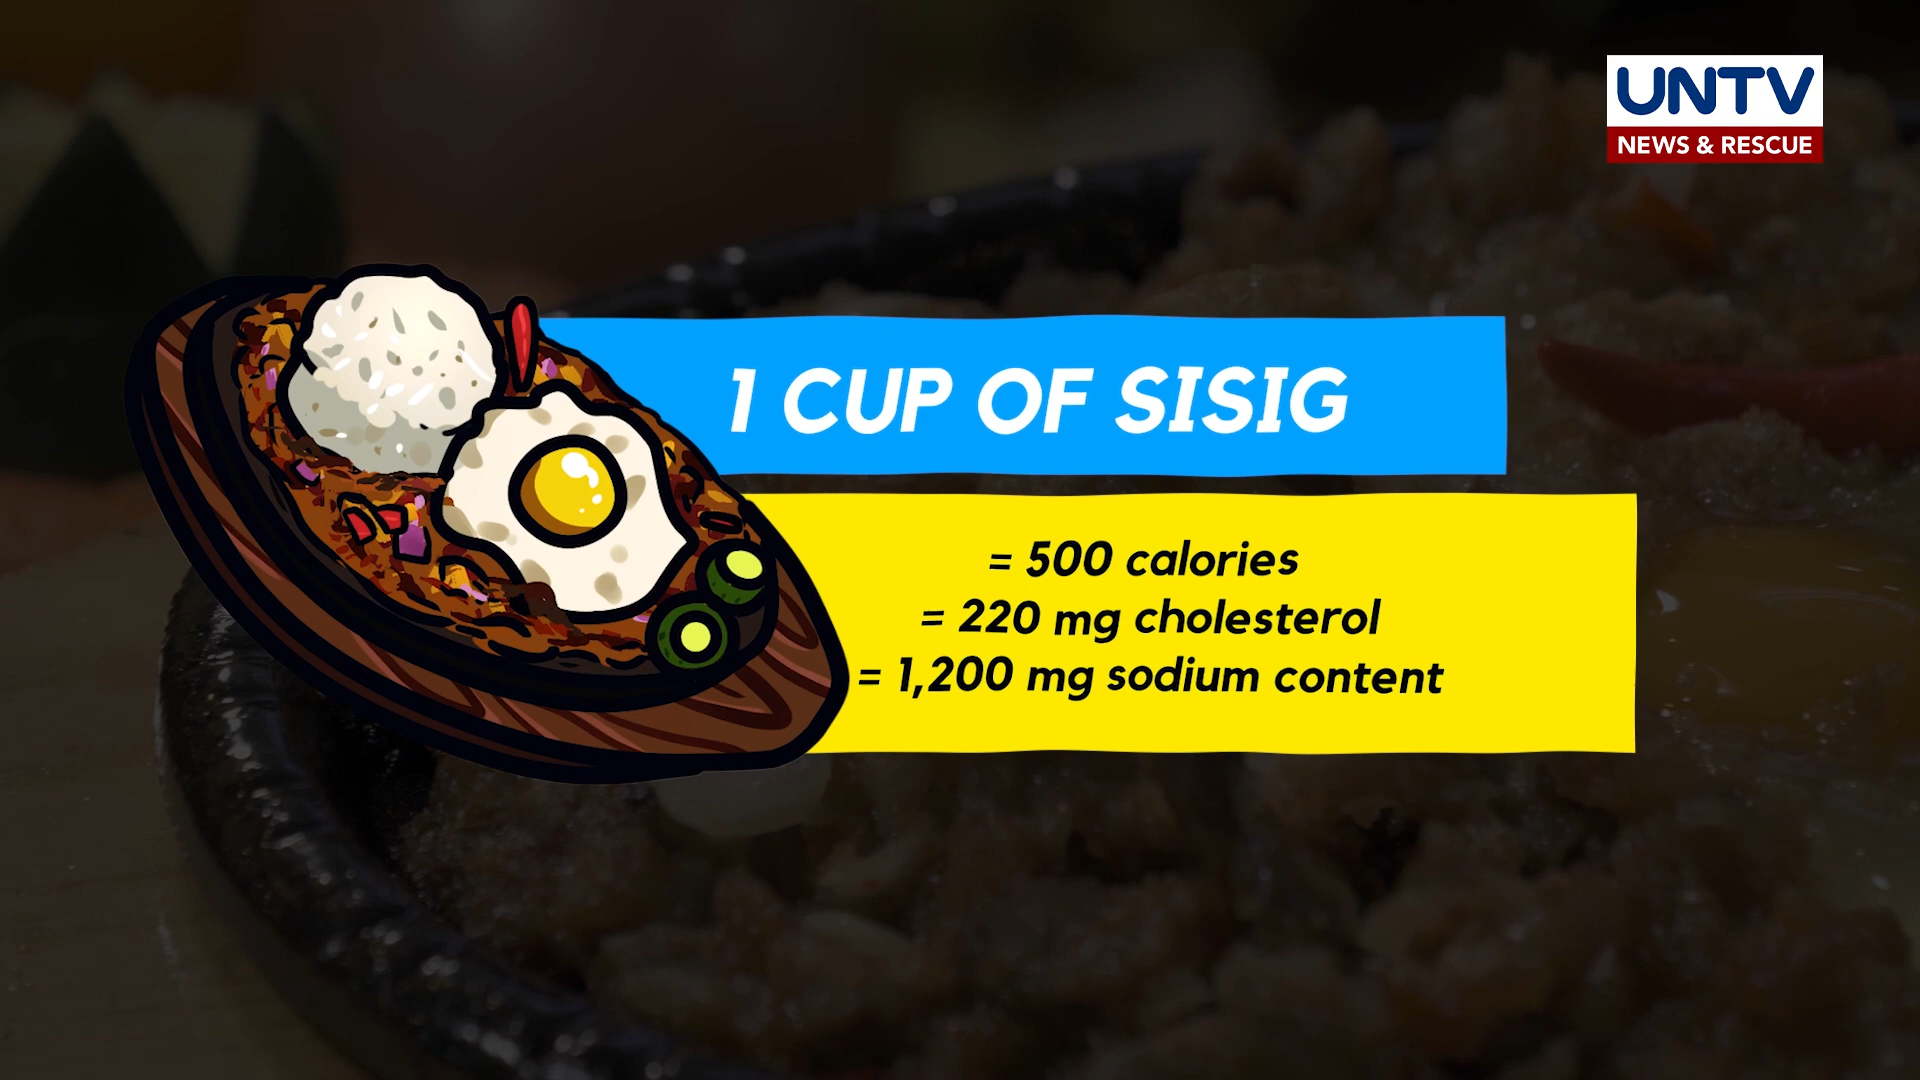 UNTV
NEWS & RESCUE
1 CUP OF SISIG
= 500 calories
= 220 mg cholesterol
= 1,200 mg sodium content